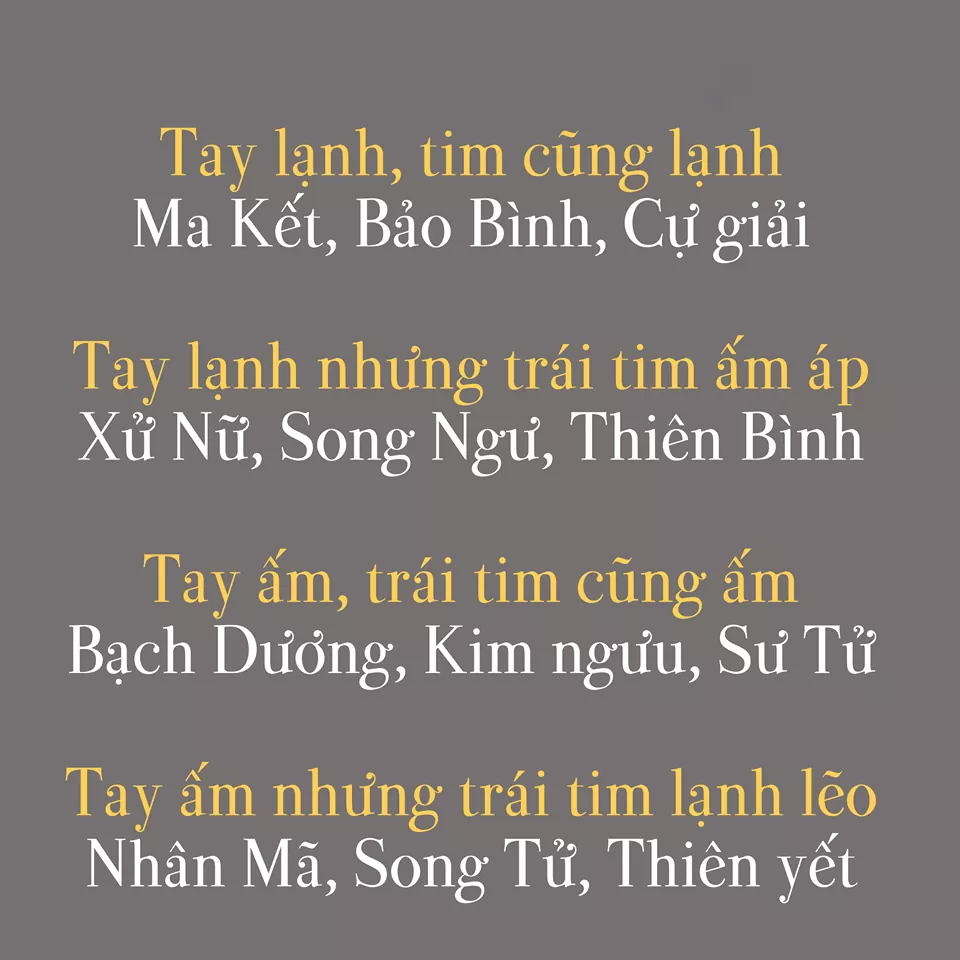 Tay lạnh, tim cũng lạnh
Ma Kết, Bảo Bình, Cự giải
Tay lạnh nhưng trái tim ấm áp
Xử Nữ, Song Ngư, Thiên Bình
Tay ấm, trái tim cũng ấm
Bạch Dương, Kim ngưu, Sư Tử
Tay ấm nhưng trái tim lạnh lẽo
Nhân Mã, Song Tử, Thiên yết